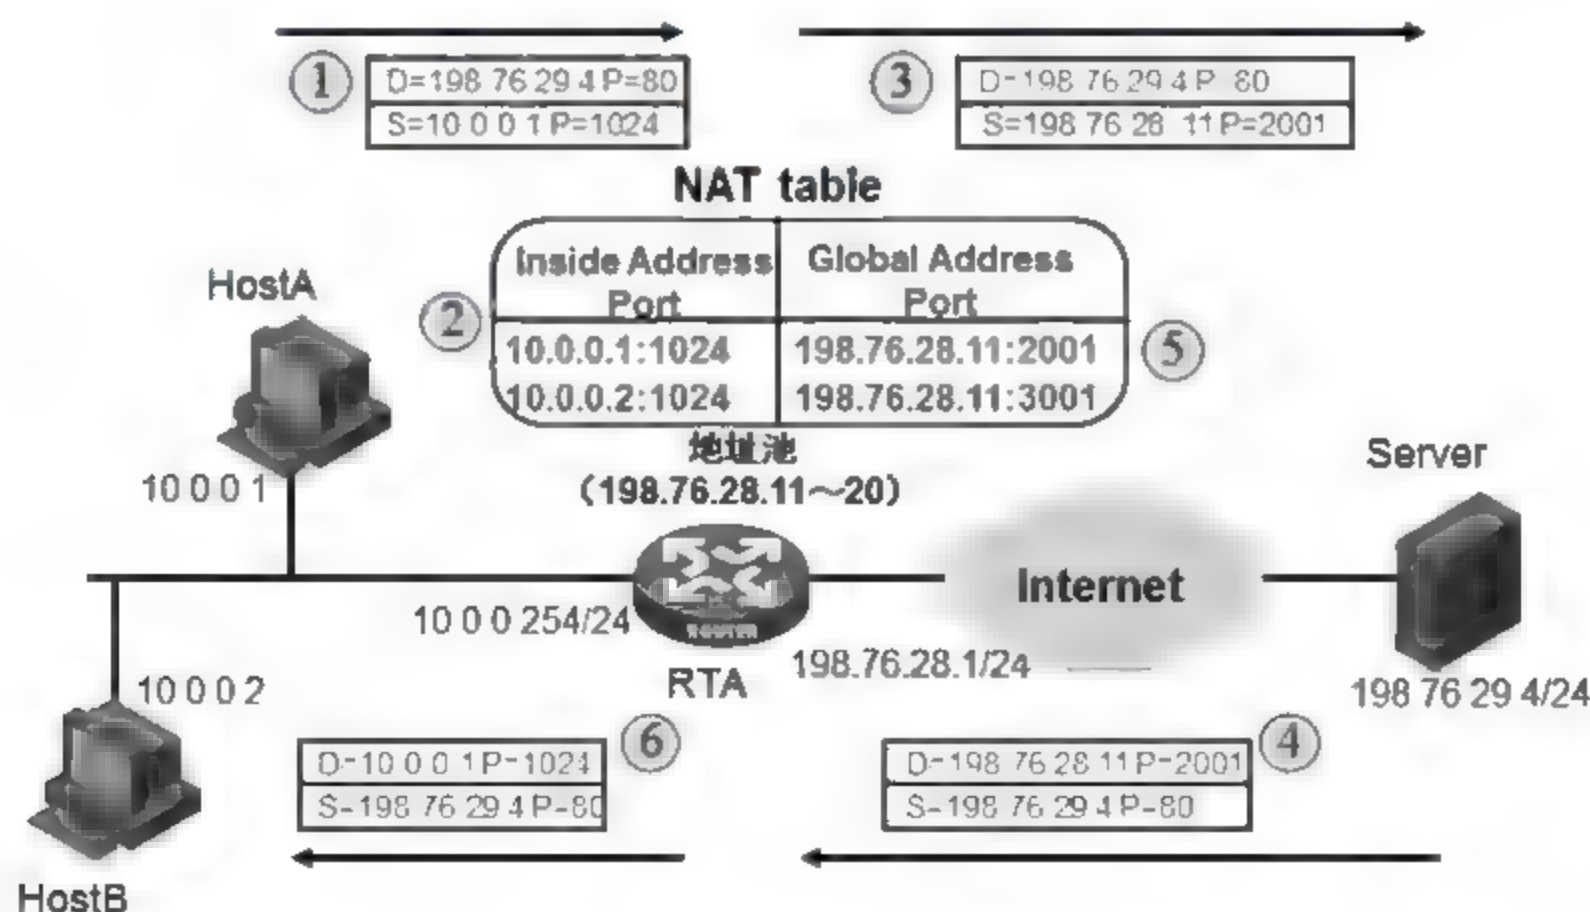 ① D=198 76 29 4 P=80
S=10 0 0 1 P=1024
③ D-198 76 29 4 P-80
S=198 76 28 11 P=2001
NAT table
Inside Address Port
Global Address Port
②
10.0.0.1:1024 198.76.28.11:2001
10.0.0.2:1024 198.76.28.11:3001
⑤
地址池
(198.76.28.11～20)
HostA
10 0 0 1
Server
Internet
10 0 0 254/24
ROUTER
RTA
198.76.28.1/24
198 76 29 4/24
10 0 0 2
HostB
⑥
D-10 0 0 1 P-1024
S-198 76 29 4 P-80
④
D-198 76 28 11 P-2001
S-198 76 29 4 P-80